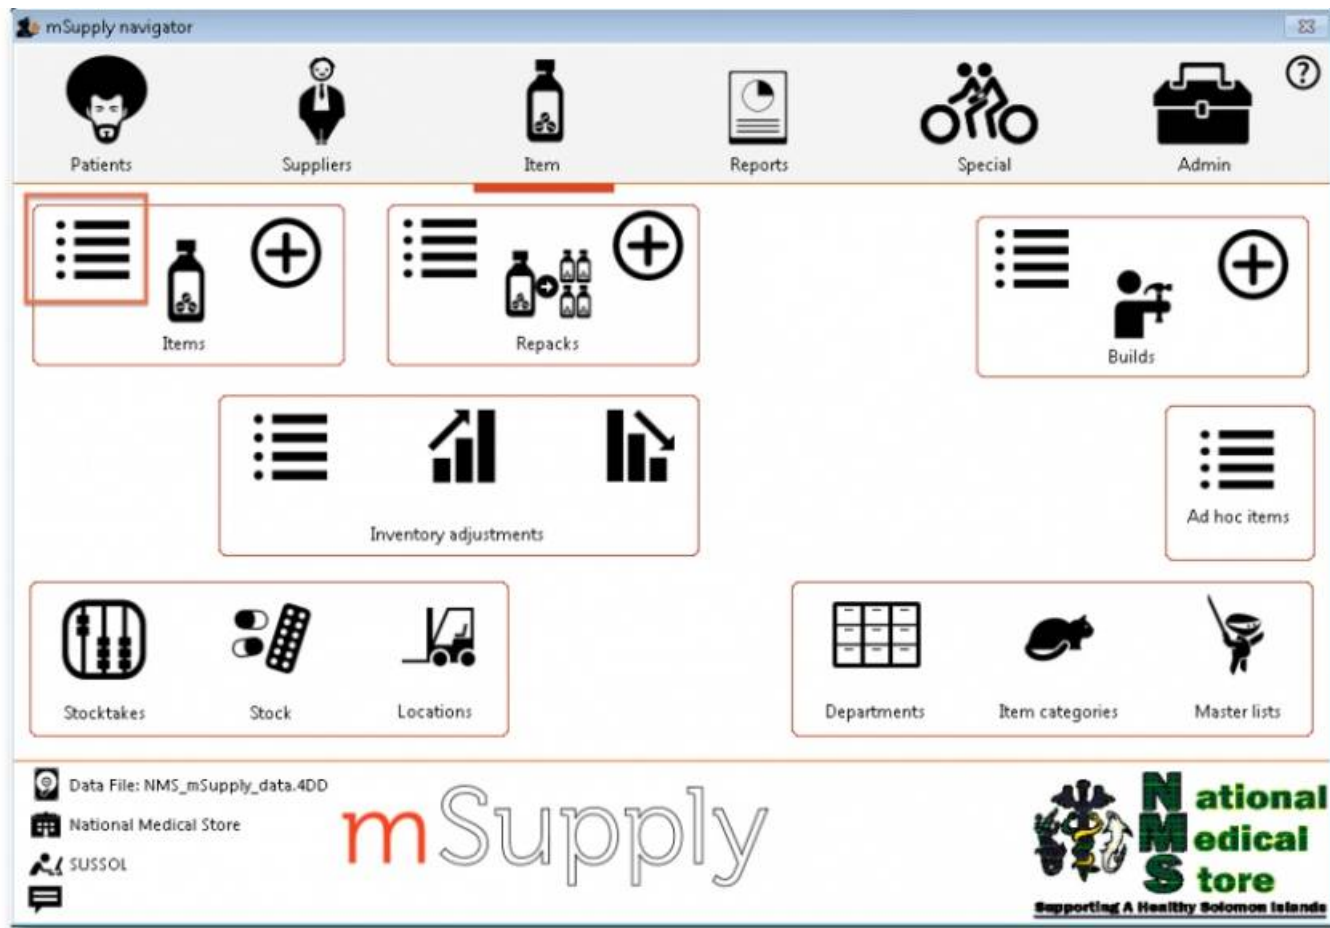 mSupply navigator
Patients
Suppliers
Item
Reports
Special
Admin
?
Items
Repacks
Builds
Inventory adjustments
Ad hoc items
Stocktakes
Stock
Locations
Departments
Item categories
Master lists
Data File: NMS_mSupply_data.4DD
National Medical Store
SUSSOL
mSupply
National
Medical
Store
Supporting A Healthy Solomon Islands